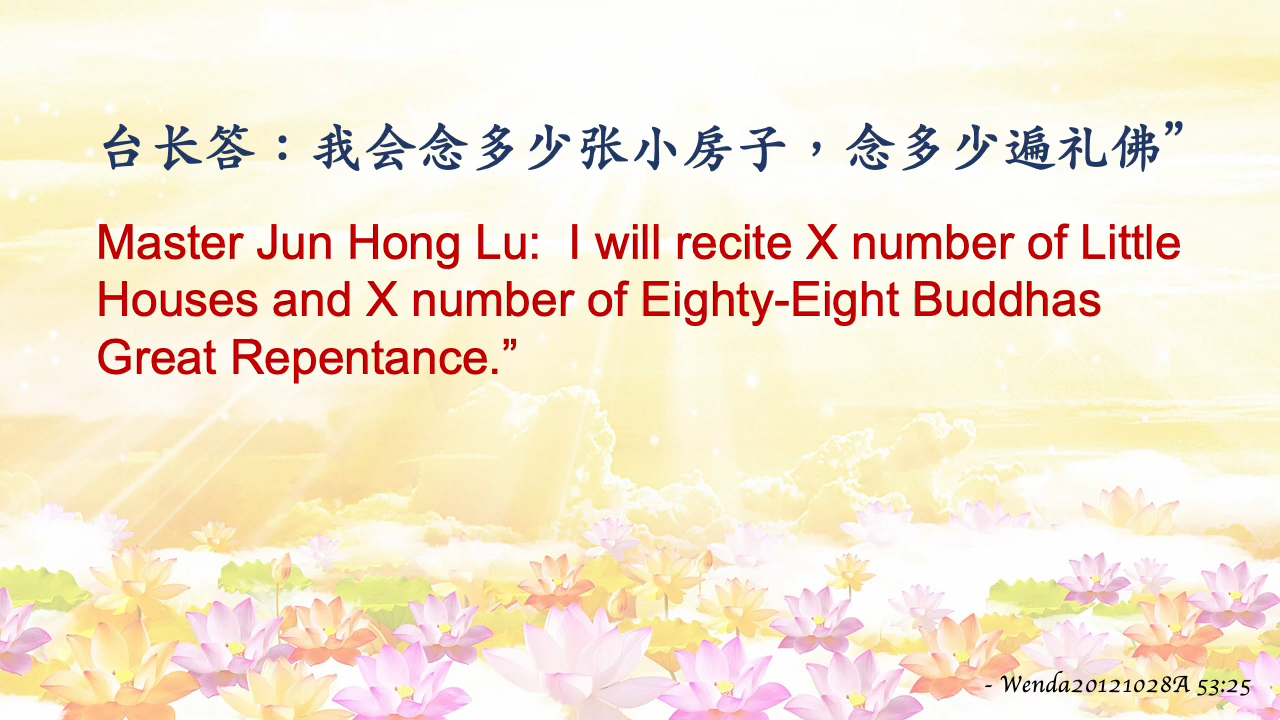 台长答：我会念多少张小房子，念多少遍礼佛”
Master Jun Hong Lu:  I will recite X number of Little
Houses and X number of Eighty-Eight Buddhas
Great Repentance.”
- Wenda20121028A 53:25